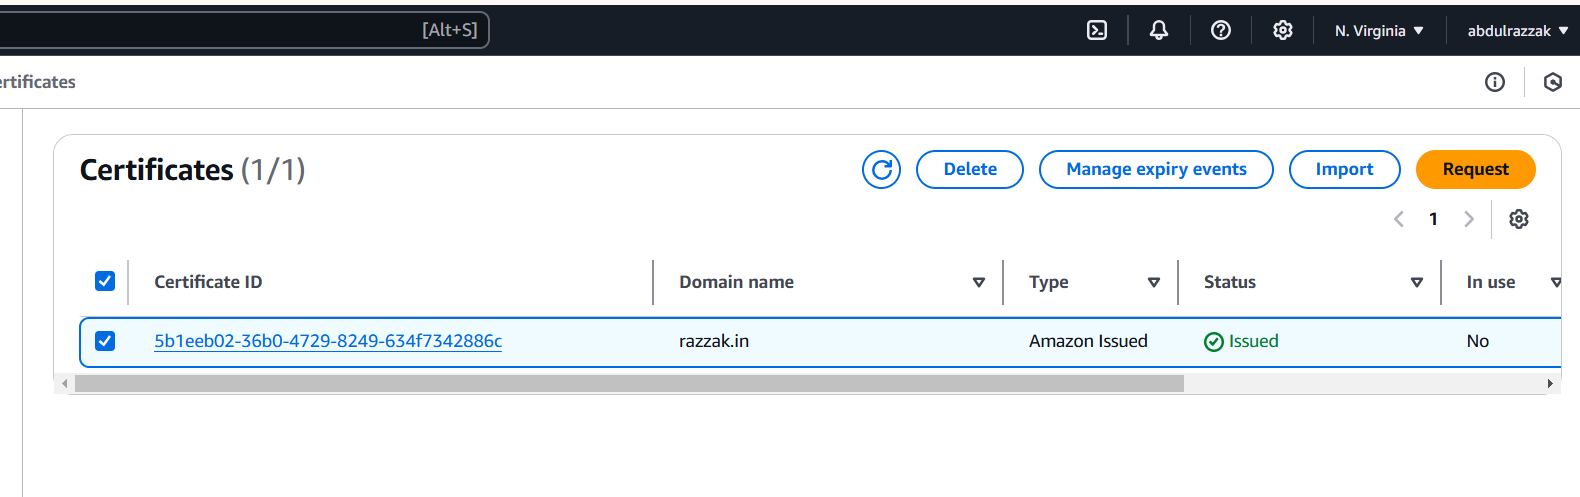 [Alt+S]
N. Virginia
abdulrazzak
ertificates
Certificates (1/1)
Delete
Manage expiry events
Import
Request
1
Certificate ID
Domain name
Type
Status
In use
5b1eeb02-36b0-4729-8249-634f7342886c
razzak.in
Amazon Issued
Issued
No